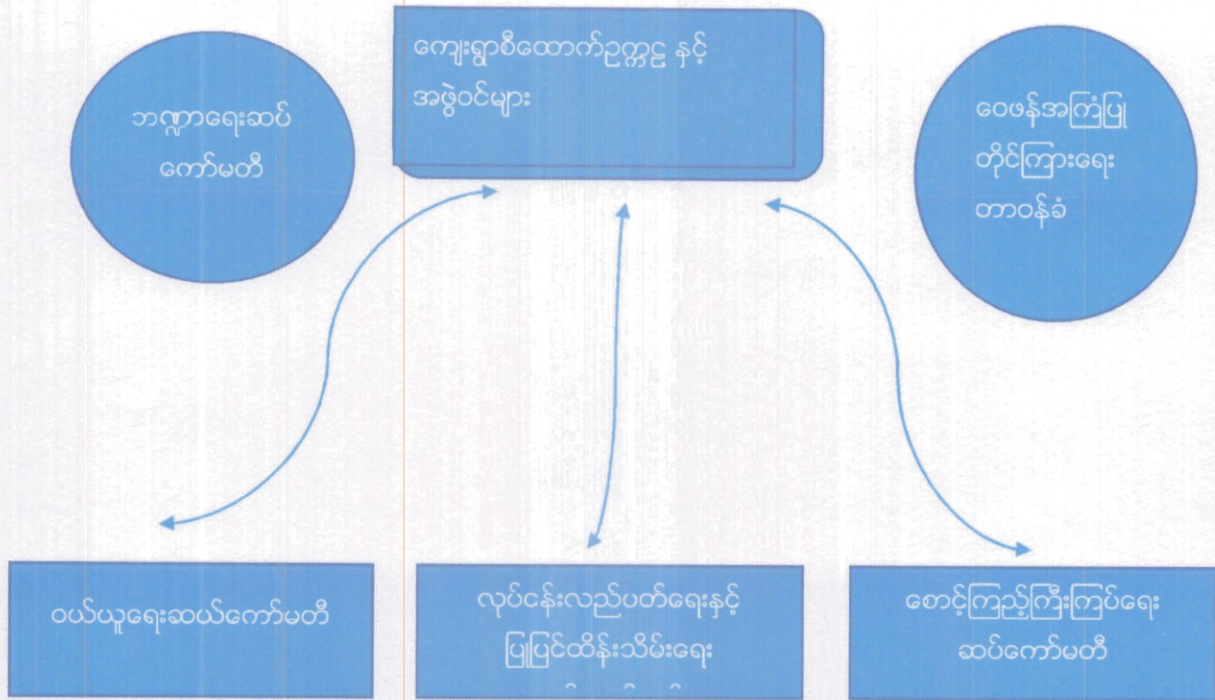 ကျေးရွာစီထောက်ဥက္ကဠ နှင့်
အဖွဲ့ဝင်များ
ဘဏ္ဍာရေးဆပ်
ကော်မတီ
ဝေဖန်အကြံပြု
တိုင်ကြားရေး
တာဝန်ခံ
ဝယ်ယူရေးဆယ်ကော်မတီ
လုပ်ငန်းလည်ပတ်ရေးနှင့်
ပြုပြင်ထိန်းသိမ်းရေး
စောင့်ကြည့်ကြီးကြပ်ရေး
ဆပ်ကော်မတီ